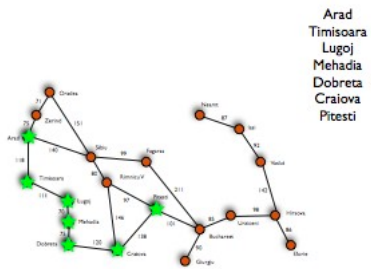 Arad
Timisoara
Lugoj
Mehadia
Dobreta
Craiova
Pitesti
Oradea
71
Zerind
75
151
Arad
140
Sibiu
99
Fagaras
118
80
Rimnicu V
Timisoara
111
Lugoj
97
211
Pitesti
Mehadia
75
146
101
Dobreta
120
138
Craiova
Bucharest
90
Giurgiu
85
Urziceni
98
Hirsova
86
Eforie
142
Vaslui
92
Iasi
87
Neamt